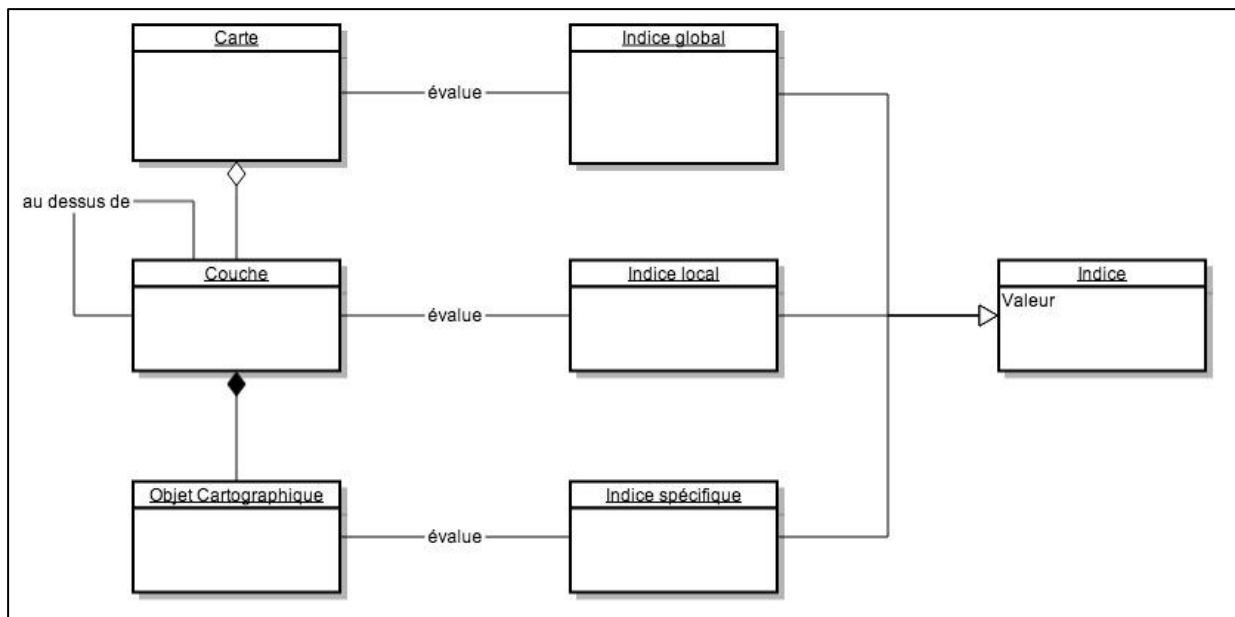 Carte
Indice global
évalue
au dessus de
Couche
Indice local
Indice
évalue
Valeur
Objet Cartographique
Indice spécifique
évalue